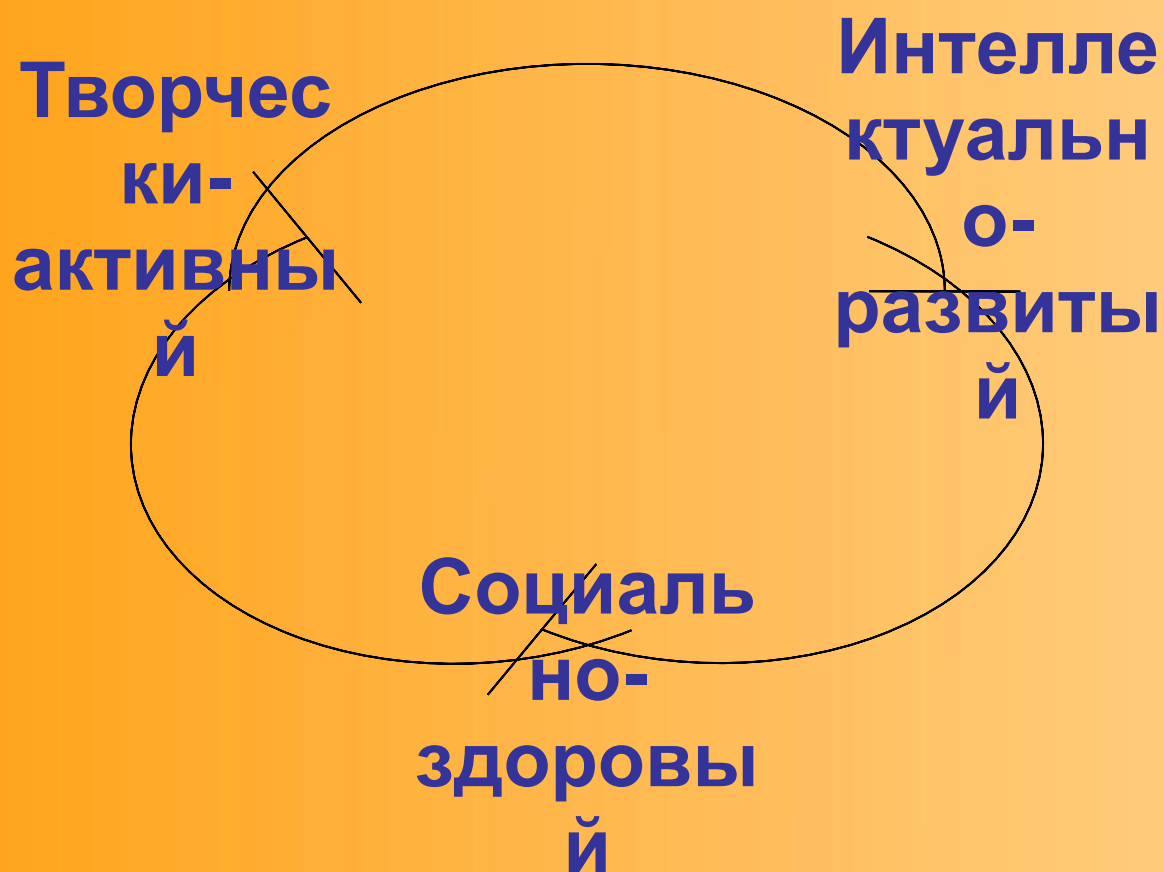 Творчес
ки-
активны
й
Интелле
ктуальн
о-
развиты
й
Социаль
но-
здоровы
й